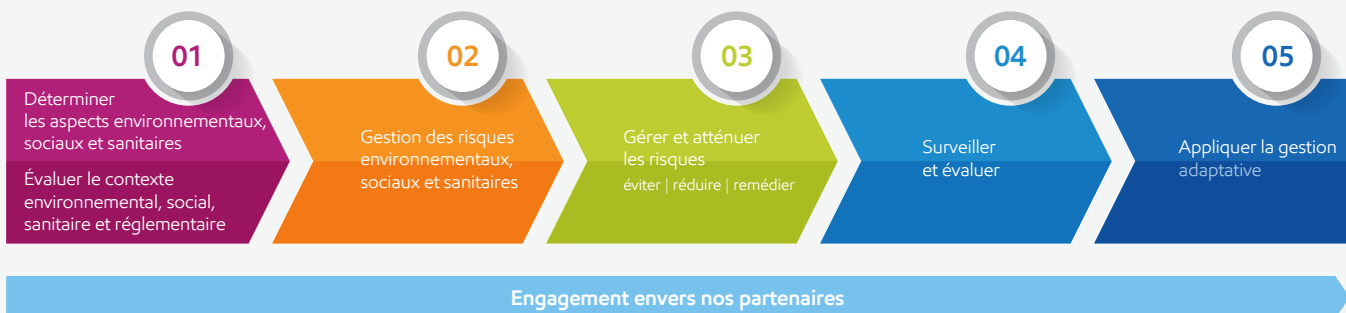 01
Déterminer
les aspects environnementaux,
sociaux et sanitaires
Évaluer le contexte
environnemental, social,
sanitaire et réglementaire
02
Gestion des risques
environnementaux,
sociaux et sanitaires
03
Gérer et atténuer
les risques
éviter | réduire | remédier
04
Surveiller
et évaluer
05
Appliquer la gestion
adaptative
Engagement envers nos partenaires